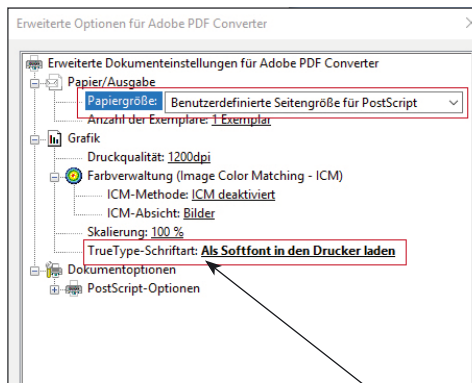 Erweiterte Optionen für Adobe PDF Converter
Erweiterte Dokumenteinstellungen für Adobe PDF Converter
Papier/Ausgabe
Papiergröße: Benutzerdefinierte Seitengröße für PostScript
Anzahl der Exemplare: 1 Exemplar
Grafik
Druckqualität: 1200dpi
Farbverwaltung (Image Color Matching - ICM)
ICM-Methode: ICM deaktiviert
ICM-Absicht: Bilder
Skalierung: 100 %
TrueType-Schriftart: Als Softfont in den Drucker laden
Dokumentoptionen
PostScript-Optionen